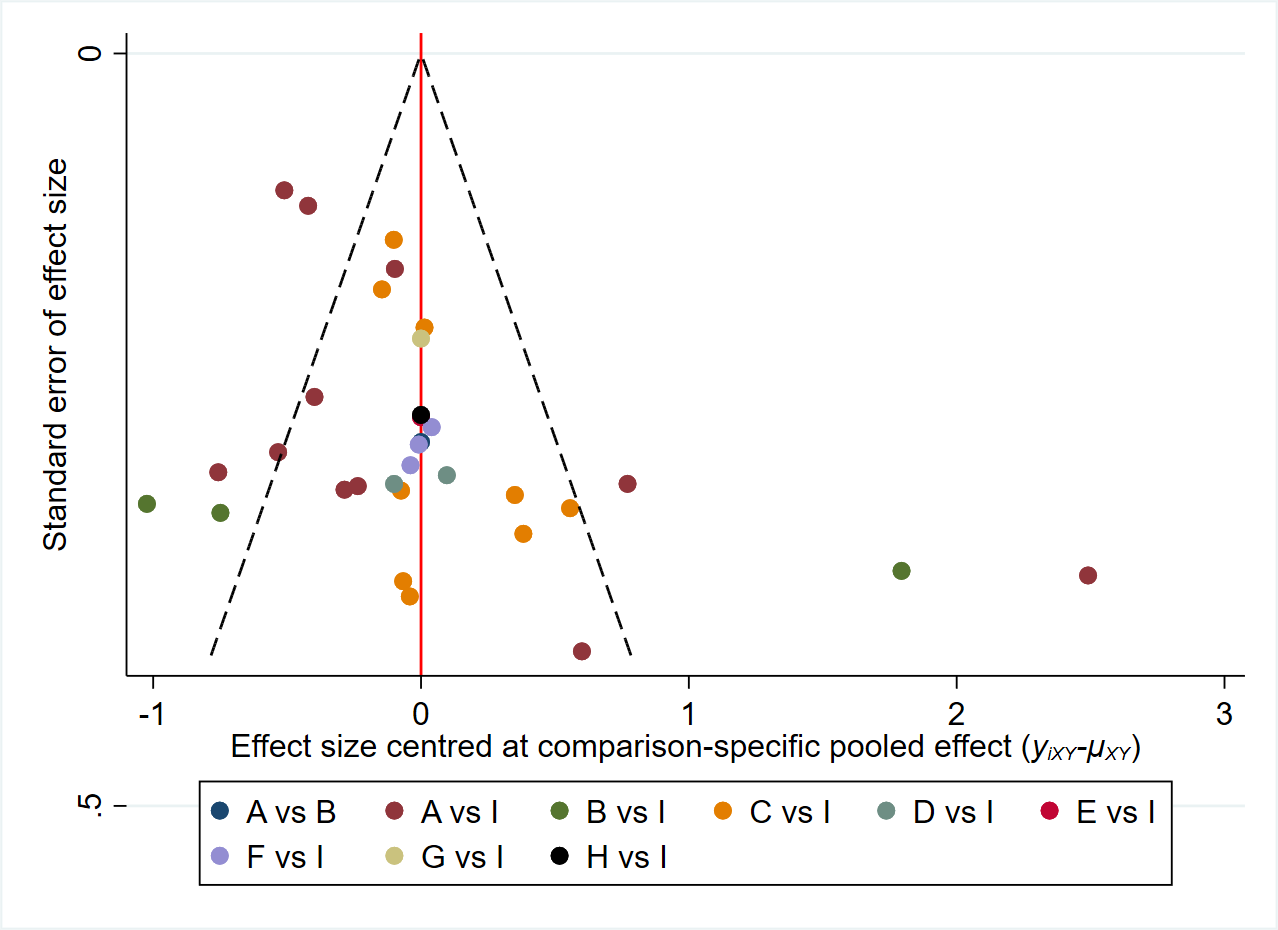 0
Standard error of effect size
.5
-1 0 1 2 3
Effect size centred at comparison-specific pooled effect (yiXY-μXY)
A vs B A vs I B vs I C vs I D vs I E vs I
F vs I G vs I H vs I